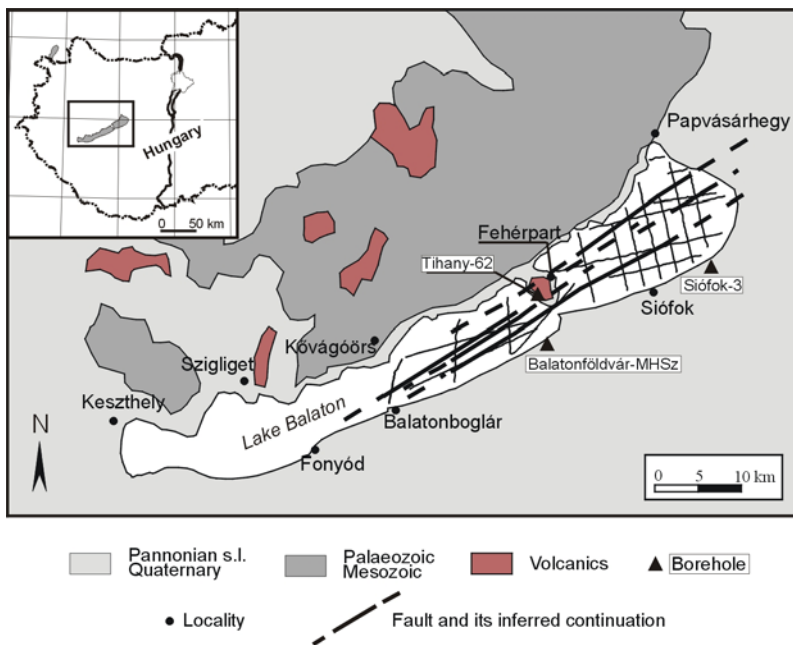 Hungary
0 50 km
Papvásárhegy
Fehérpart
Tihany-62
Siófok-3
Siófok
Kővágóörs
Szigliget
Balatonföldvár-MHSz
Keszthely
Lake Balaton
Balatonboglár
N
Fonyód
0 5 10 km
Pannonian s.l.
Quaternary
Palaeozoic
Mesozoic
Volcanics
Borehole
Locality
Fault and its inferred continuation